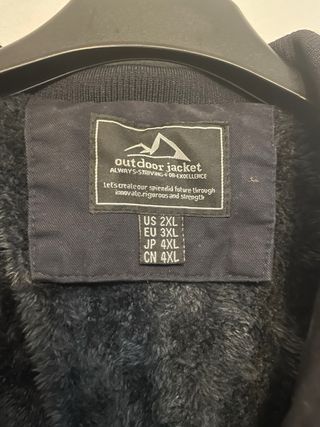 outdoor jacket
ALWAYS-STRIVING-FOR-EXCELLENCE
let's create our splendid future through
innovate,rigorous and strength
US 2XL
EU 3XL
JP 4XL
CN 4XL